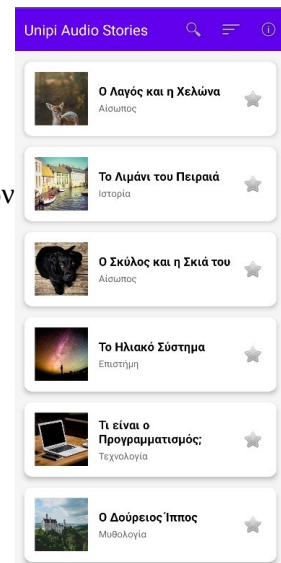 Unipi Audio Stories
Ο Λαγός και η Χελώνα
Αίσωπος
Το Λιμάνι του Πειραιά
Ιστορία
Ο Σκύλος και η Σκιά του
Αίσωπος
Το Ηλιακό Σύστημα
Επιστήμη
Τι είναι ο
Προγραμματισμός;
Τεχνολογία
Ο Δούρειος Ίππος
Μυθολογία